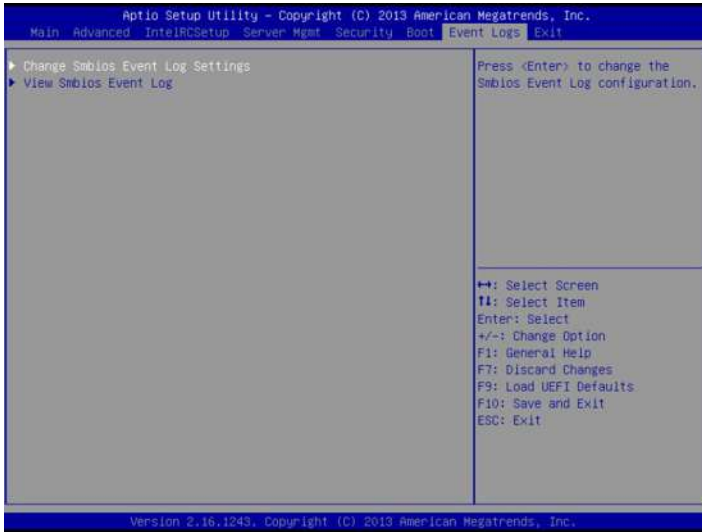 Aptio Setup Utility – Copyright (C) 2013 American Megatrends, Inc.
Main Advanced IntelRCSetup Server Mgmt Security Boot Event Logs Exit
Change Smbios Event Log Settings
View Smbios Event Log
Press <Enter> to change the
Smbios Event Log configuration.
↔: Select Screen
↑↓: Select Item
Enter: Select
+/-: Change Option
F1: General Help
F7: Discard Changes
F9: Load UEFI Defaults
F10: Save and Exit
ESC: Exit
Version 2.16.1243. Copyright (C) 2013 American Megatrends, Inc.